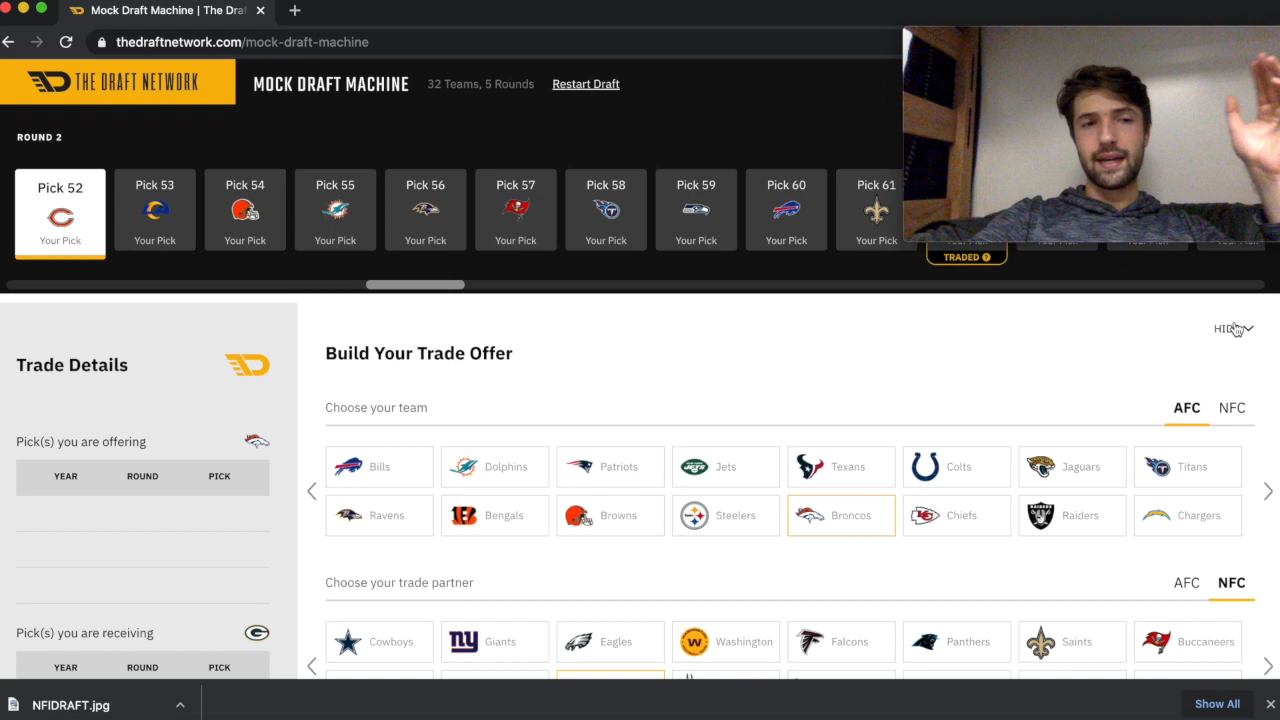 Mock Draft Machine | The Dra
thedraftnetwork.com/mock-draft-machine
THE DRAFT NETWORK
MOCK DRAFT MACHINE
32 Teams, 5 Rounds
Restart Draft
ROUND 2
Pick 52 Pick 53 Pick 54 Pick 55 Pick 56 Pick 57 Pick 58 Pick 59 Pick 60 Pick 61
Your Pick Your Pick Your Pick Your Pick Your Pick Your Pick Your Pick Your Pick Your Pick Your Pick
TRADED ?
HID
Trade Details
Build Your Trade Offer
Choose your team
AFC NFC
Pick(s) you are offering
YEAR ROUND PICK
Bills Dolphins Patriots Jets Texans Colts Jaguars Titans
Ravens Bengals Browns Steelers Broncos Chiefs Raiders Chargers
Choose your trade partner
AFC NFC
Pick(s) you are receiving
YEAR ROUND PICK
Cowboys Giants Eagles Washington Falcons Panthers Saints Buccaneers
NFIDRAFT.jpg
Show All